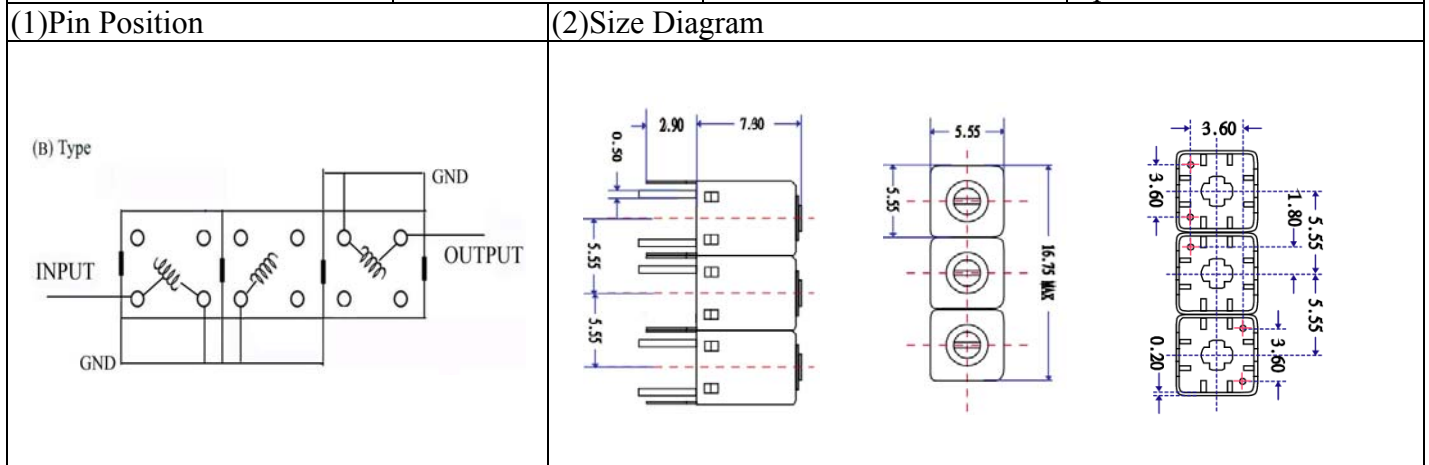 (1)Pin Position
(2)Size Diagram
(B) Type
GND
INPUT
OUTPUT
GND
2.90
7.30
0.50
5.55
5.55
5.55
5.55
16.75 MAX
3.60
3.60
1.80
5.55
5.55
3.60
0.20